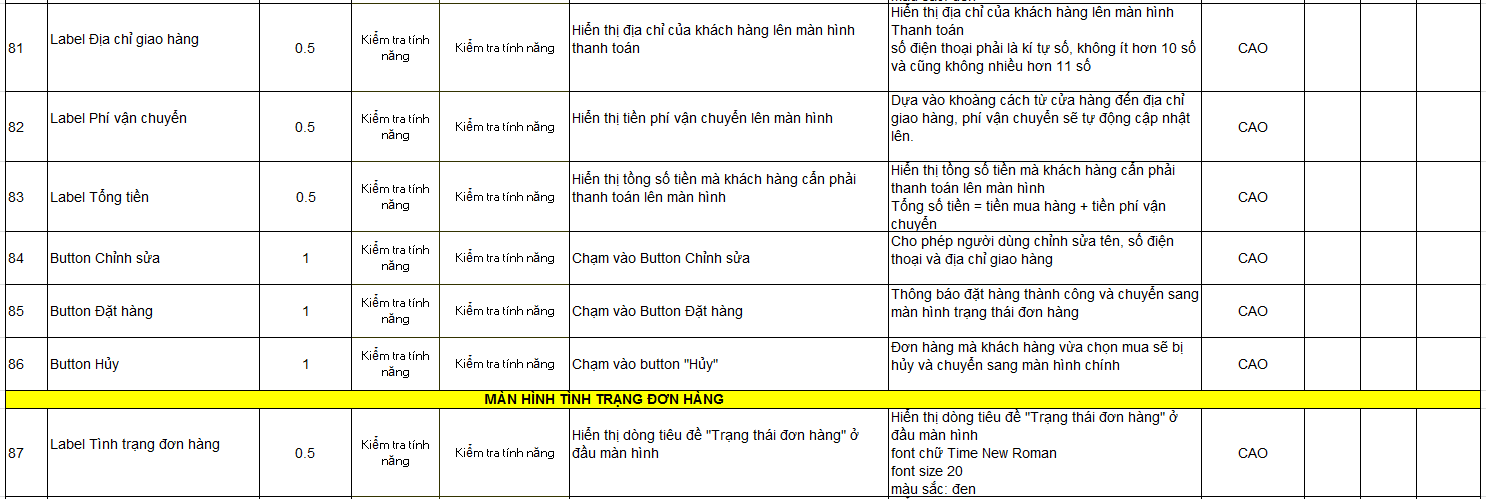 81
Label Địa chỉ giao hàng
0.5
Kiểm tra tính
năng
Kiểm tra tính năng
Hiển thị địa chỉ của khách hàng lên màn hình
thanh toán
Hiển thị địa chỉ của khách hàng lên màn hình
Thanh toán
số điện thoại phải là kí tự số, không ít hơn 10 số
và cũng không nhiều hơn 11 số
CAO
82
Label Phí vận chuyển
0.5
Kiểm tra tính
năng
Kiểm tra tính năng
Hiển thị tiền phí vận chuyển lên màn hình
Dựa vào khoảng cách từ cửa hàng đến địa chỉ
giao hàng, phí vận chuyển sẽ tự động cập nhật
lên.
CAO
83
Label Tổng tiền
0.5
Kiểm tra tính
năng
Kiểm tra tính năng
Hiển thị tổng số tiền mà khách hàng cần phải
thanh toán lên màn hình
Hiển thị tổng số tiền mà khách hàng cần phải
thanh toán lên màn hình
Tổng số tiền = tiền mua hàng + tiền phí vận
chuyển
CAO
84
Button Chỉnh sửa
1
Kiểm tra tính
năng
Kiểm tra tính năng
Chạm vào Button Chỉnh sửa
Cho phép người dùng chỉnh sửa tên, số điện
thoại và địa chỉ giao hàng
CAO
85
Button Đặt hàng
1
Kiểm tra tính
năng
Kiểm tra tính năng
Chạm vào Button Đặt hàng
Thông báo đặt hàng thành công và chuyển sang
màn hình trạng thái đơn hàng
CAO
86
Button Hủy
1
Kiểm tra tính
năng
Kiểm tra tính năng
Chạm vào button "Hủy"
Đơn hàng mà khách hàng vừa chọn mua sẽ bị
hủy và chuyển sang màn hình chính
CAO
MÀN HÌNH TÌNH TRẠNG ĐƠN HÀNG
87
Label Tình trạng đơn hàng
0.5
Kiểm tra tính
năng
Kiểm tra tính năng
Hiển thị dòng tiêu đề "Trạng thái đơn hàng" ở
đầu màn hình
Hiển thị dòng tiêu đề "Trạng thái đơn hàng" ở
đầu màn hình
font chữ Time New Roman
font size 20
màu sắc: đen
CAO